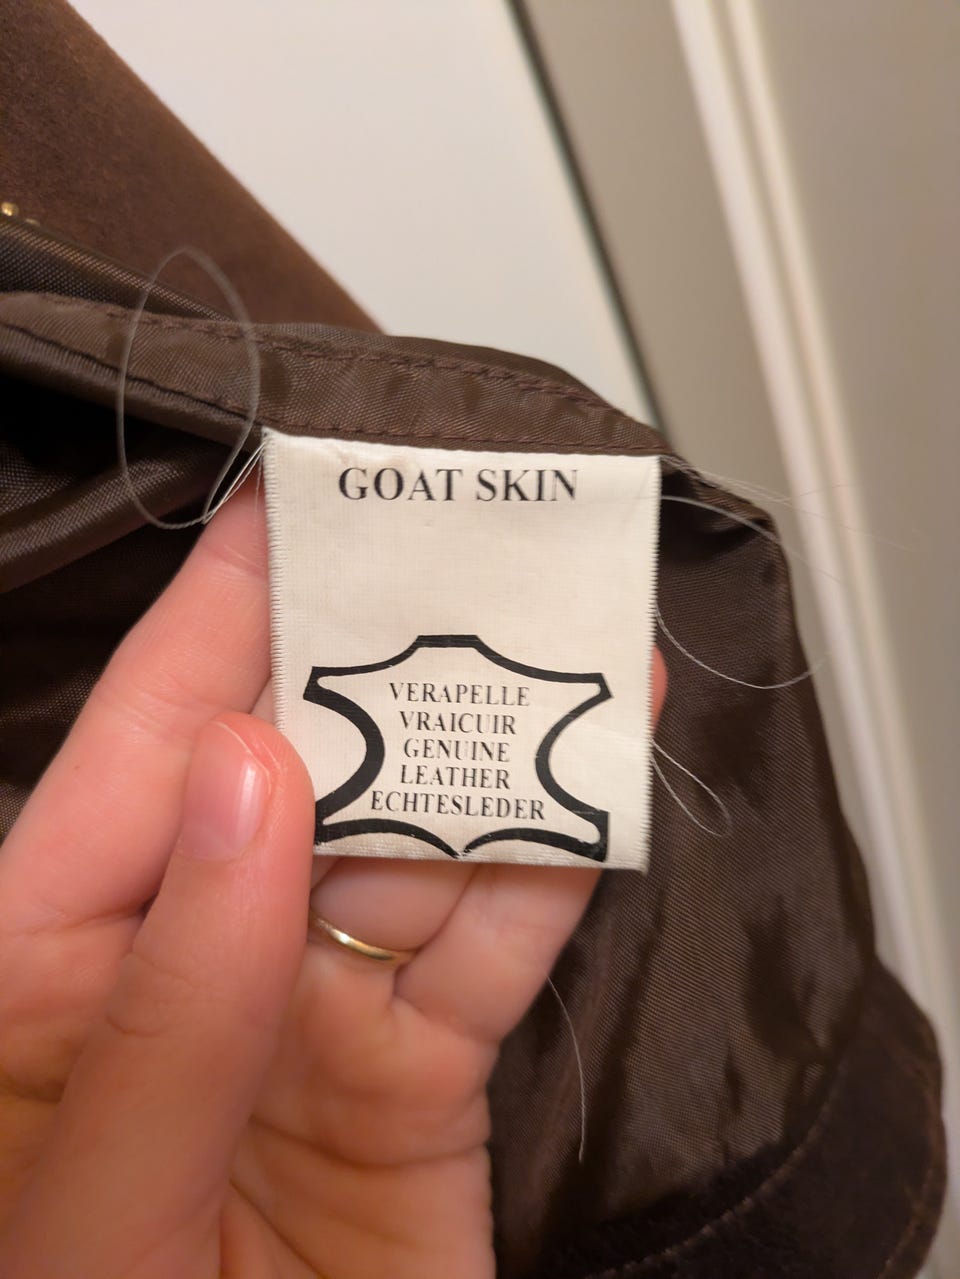 GOAT SKIN
VERAPELLE
VRAICUIR
GENUINE
LEATHER
ECHTESLEDER